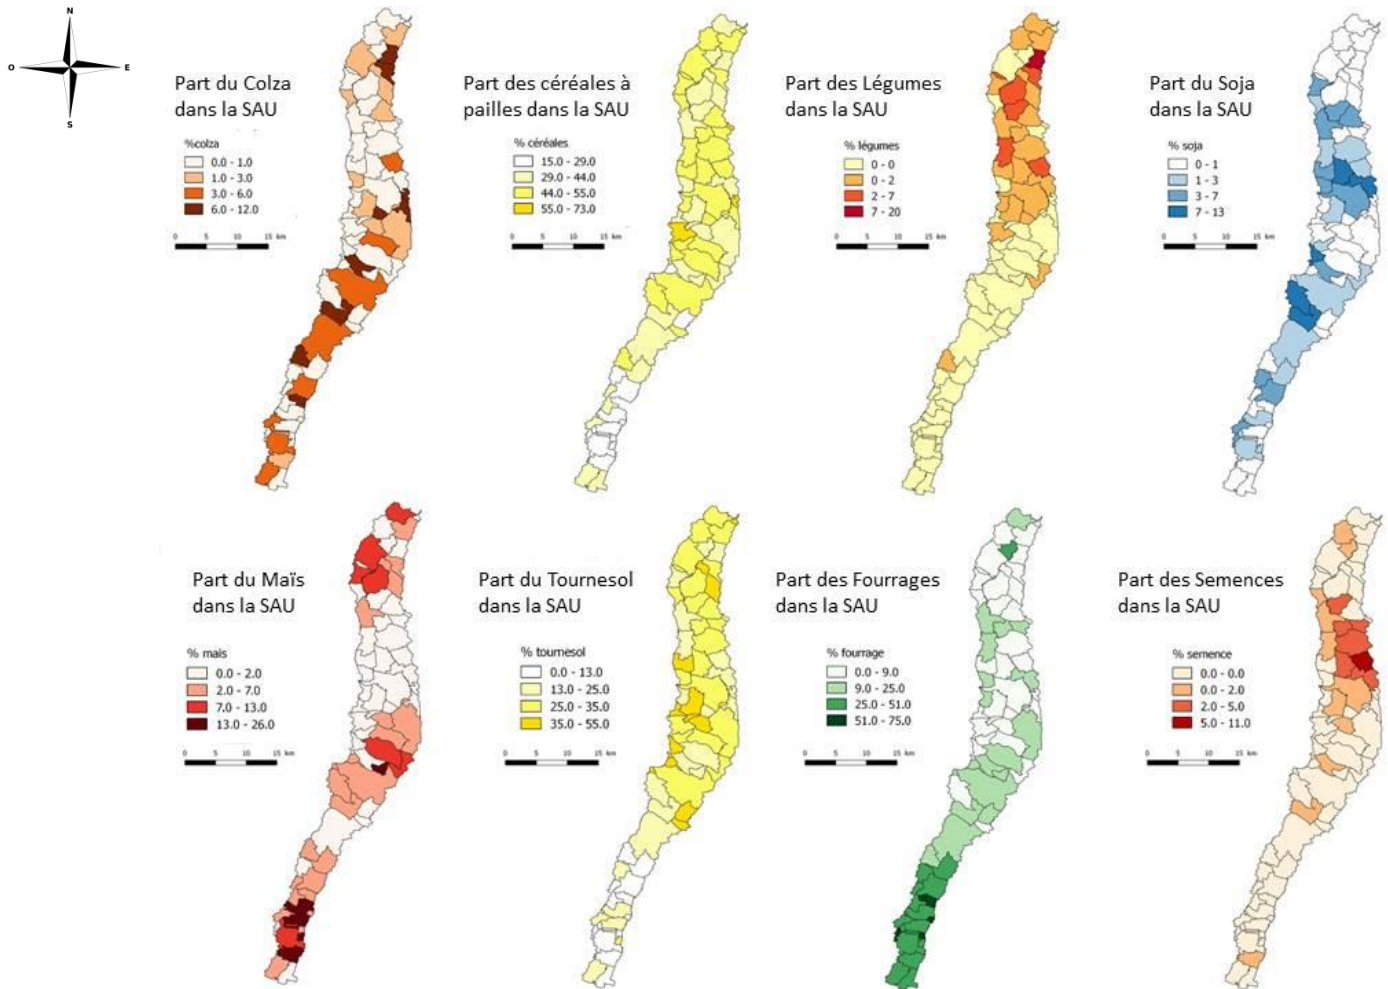 N
O
E
S
Part du Colza
dans la SAU
%colza
0.0 - 1.0
1.0 - 3.0
3.0 - 6.0
6.0 - 12.0
0 5 10 15 km
Part des céréales à
pailles dans la SAU
% céréales
15.0 - 29.0
29.0 - 44.0
44.0 - 55.0
55.0 - 73.0
0 5 10 15 km
Part des Légumes
dans la SAU
% légumes
0 - 0
0 - 2
2 - 7
7 - 20
0 5 10 15 km
Part du Soja
dans la SAU
% soja
0 - 1
1 - 3
3 - 7
7 - 13
0 5 10 15 km
Part du Maïs
dans la SAU
% maïs
0.0 - 2.0
2.0 - 7.0
7.0 - 13.0
13.0 - 26.0
0 5 10 15 km
Part du Tournesol
dans la SAU
% tournesol
0.0 - 13.0
13.0 - 25.0
25.0 - 35.0
35.0 - 55.0
0 5 10 15 km
Part des Fourrages
dans la SAU
% fourrage
0.0 - 9.0
9.0 - 25.0
25.0 - 51.0
51.0 - 75.0
0 5 10 15 km
Part des Semences
dans la SAU
% semence
0.0 - 0.0
0.0 - 2.0
2.0 - 5.0
5.0 - 11.0
0 5 10 15 km